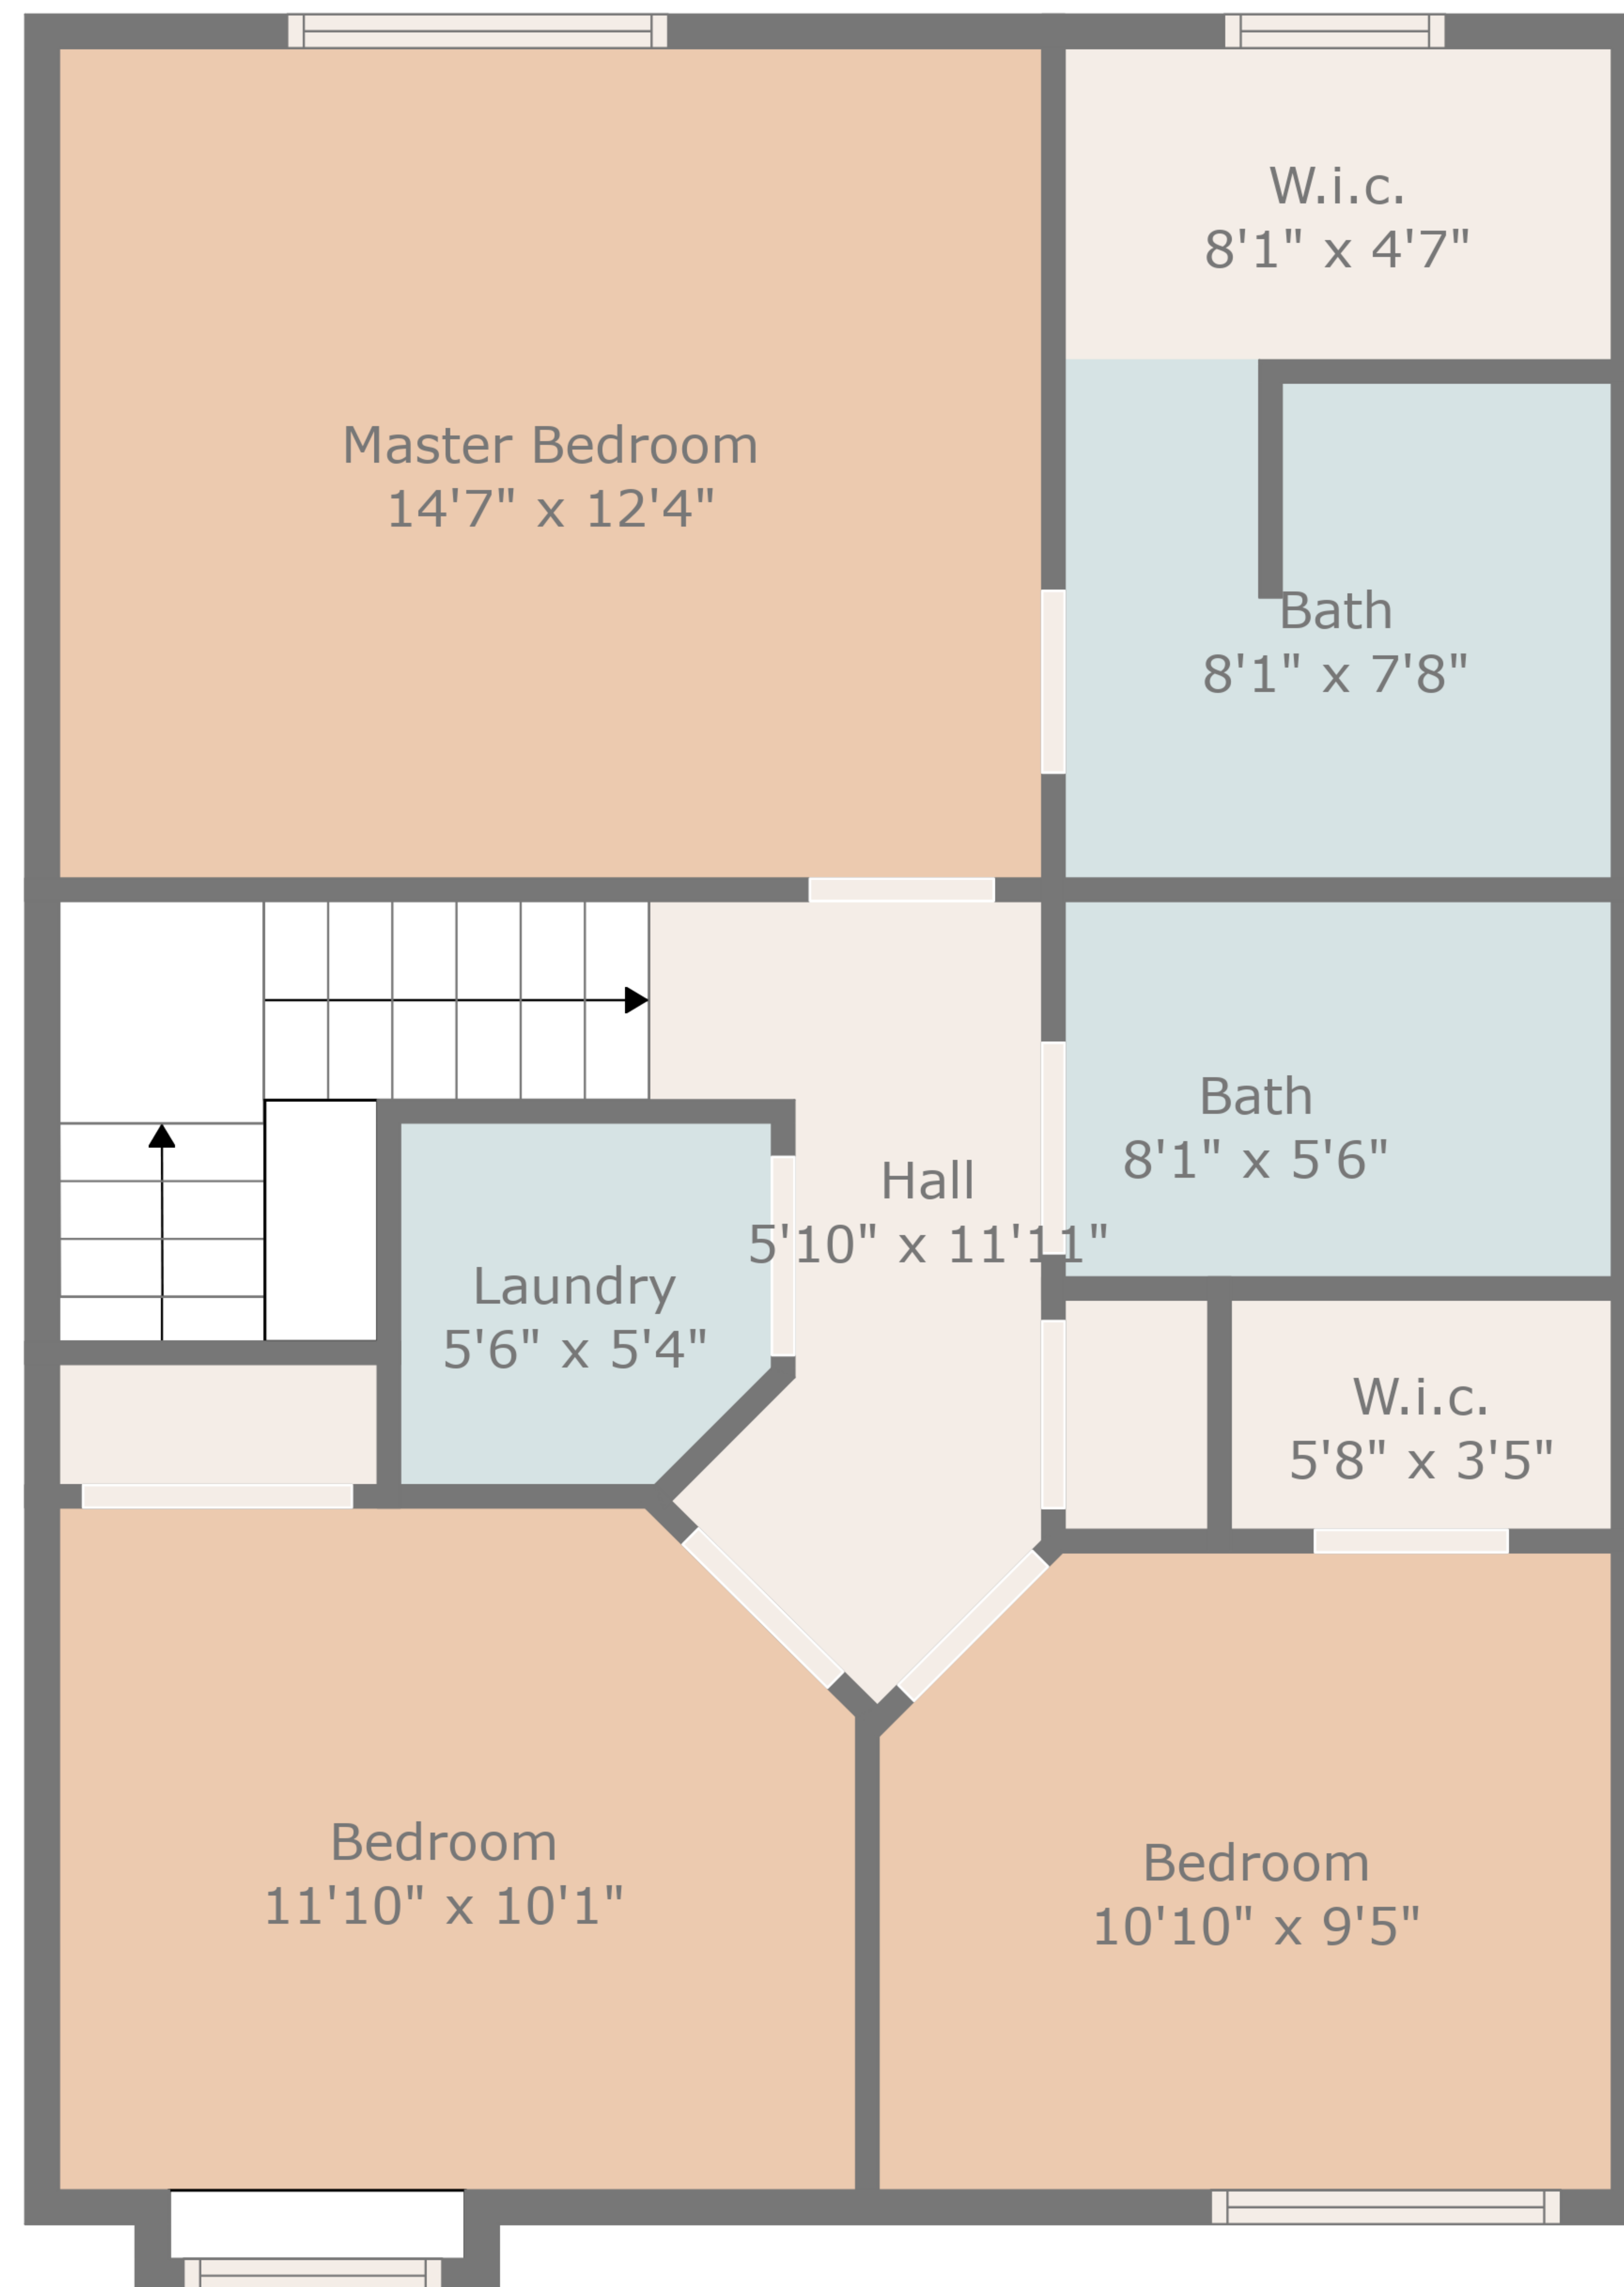 W.i.c.
8'1" x 4'7"
Master Bedroom
14'7" x 12'4"
Bath
8'1" x 7'8"
Bath
8'1" x 5'6"
Hall
5'10" x 11'11"
Laundry
5'6" x 5'4"
W.i.c.
5'8" x 3'5"
Bedroom
11'10" x 10'1"
Bedroom
10'10" x 9'5"